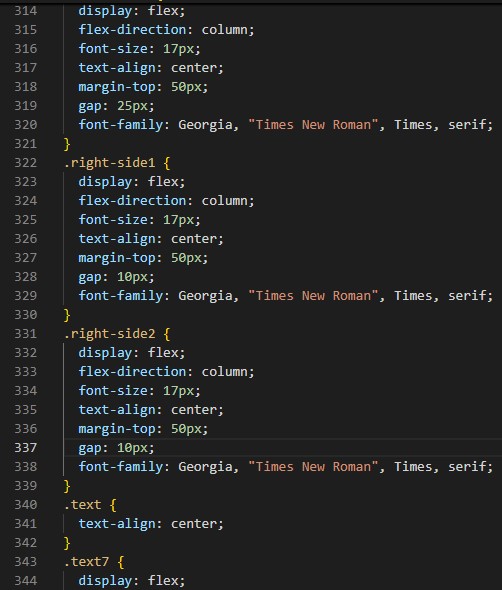 314 display: flex;
315 flex-direction: column;
316 font-size: 17px;
317 text-align: center;
318 margin-top: 50px;
319 gap: 25px;
320 font-family: Georgia, "Times New Roman", Times, serif;
321 }
322 .right-side1 {
323 display: flex;
324 flex-direction: column;
325 font-size: 17px;
326 text-align: center;
327 margin-top: 50px;
328 gap: 10px;
329 font-family: Georgia, "Times New Roman", Times, serif;
330 }
331 .right-side2 {
332 display: flex;
333 flex-direction: column;
334 font-size: 17px;
335 text-align: center;
336 margin-top: 50px;
337 gap: 10px;
338 font-family: Georgia, "Times New Roman", Times, serif;
339 }
340 .text {
341 text-align: center;
342 }
343 .text7 {
344 display: flex;